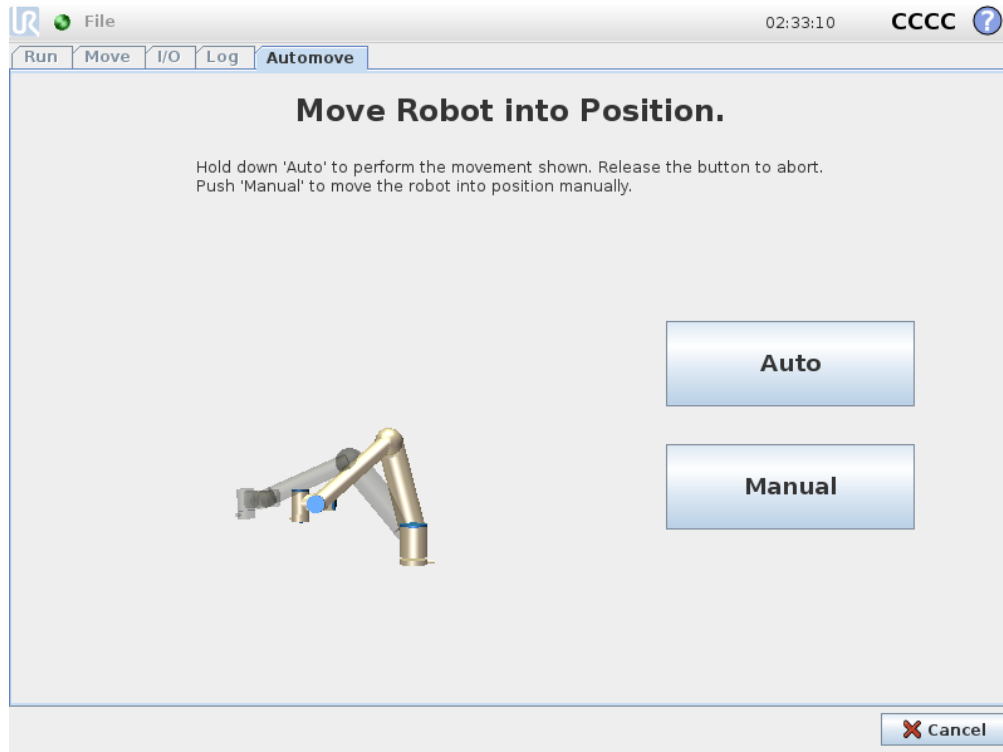 UR File 02:33:10 CCCC ?
Run Move I/O Log Automove
Move Robot into Position.
Hold down 'Auto' to perform the movement shown. Release the button to abort.
Push 'Manual' to move the robot into position manually.
Auto
Manual
Cancel